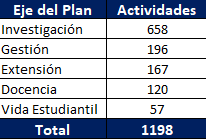 Eje del Plan Actividades
Investigación 658
Gestión 196
Extensión 167
Docencia 120
Vida Estudiantil 57
Total 1198